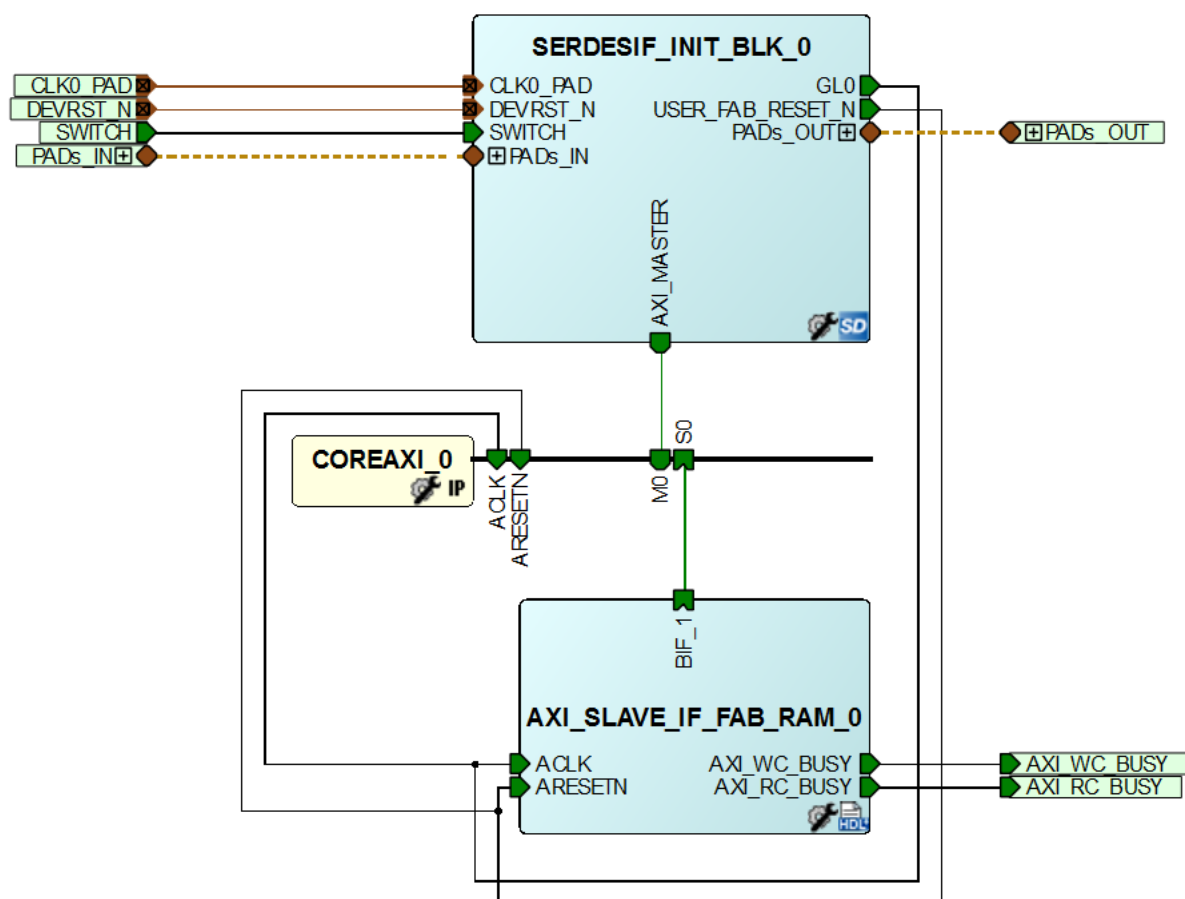 SERDESIF_INIT_BLK_0
CLK0_PAD
DEVRST_N
SWITCH
PADs_IN
CLK0_PAD
DEVRST_N
SWITCH
PADs_IN
GL0
USER_FAB_RESET_N
PADs_OUT
PADs_OUT
AXI_MASTER
SD
COREAXI_0
IP
ACLK
ARESETN
M0
S0
BIF_1
AXI_SLAVE_IF_FAB_RAM_0
ACLK
ARESETN
AXI_WC_BUSY
AXI_RC_BUSY
HDL
AXI_WC_BUSY
AXI_RC_BUSY